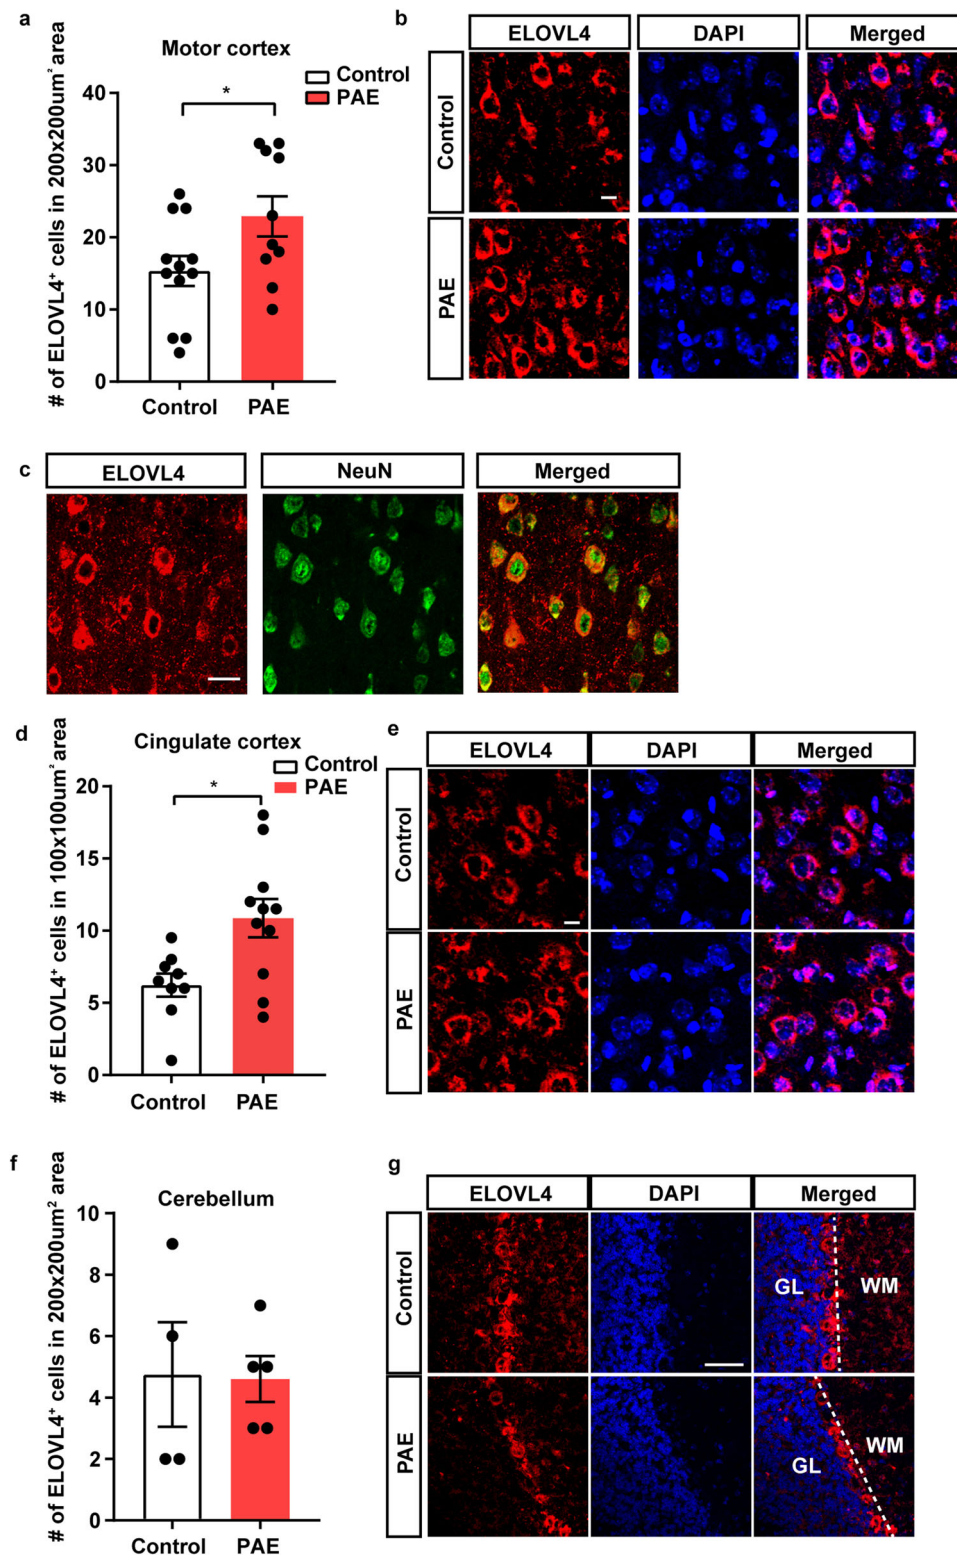 a
Motor cortex
Control
PAE
*
# of ELOVL4⁺ cells in 200x200um² area
40
30
20
10
0
Control
PAE
b
ELOVL4
DAPI
Merged
Control
PAE
c
ELOVL4
NeuN
Merged
d
Cingulate cortex
Control
PAE
*
# of ELOVL4⁺ cells in 100x100um² area
20
15
10
5
0
Control
PAE
e
ELOVL4
DAPI
Merged
Control
PAE
f
Cerebellum
# of ELOVL4⁺ cells in 200x200um² area
10
8
6
4
2
0
Control
PAE
g
ELOVL4
DAPI
Merged
Control
GL
WM
PAE
GL
WM